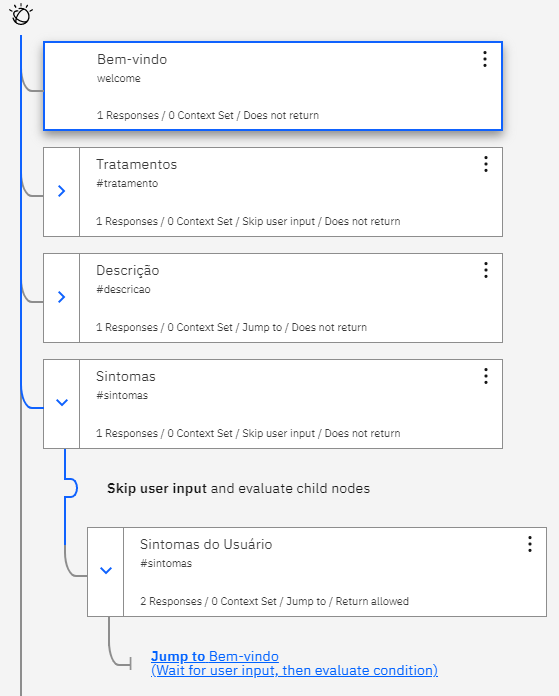 Bem-vindo
welcome
1 Responses / 0 Context Set / Does not return
Tratamentos
#tratamento
1 Responses / 0 Context Set / Skip user input / Does not return
Descrição
#descricao
1 Responses / 0 Context Set / Jump to / Does not return
Sintomas
#sintomas
1 Responses / 0 Context Set / Skip user input / Does not return
Skip user input and evaluate child nodes
Sintomas do Usuário
#sintomas
2 Responses / 0 Context Set / Jump to / Return allowed
Jump to Bem-vindo
(Wait for user input, then evaluate condition)